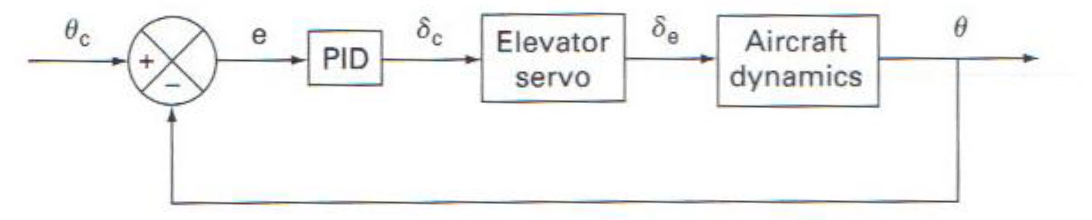 θc
+
−
e
PID
δc
Elevator
servo
δe
Aircraft
dynamics
θ